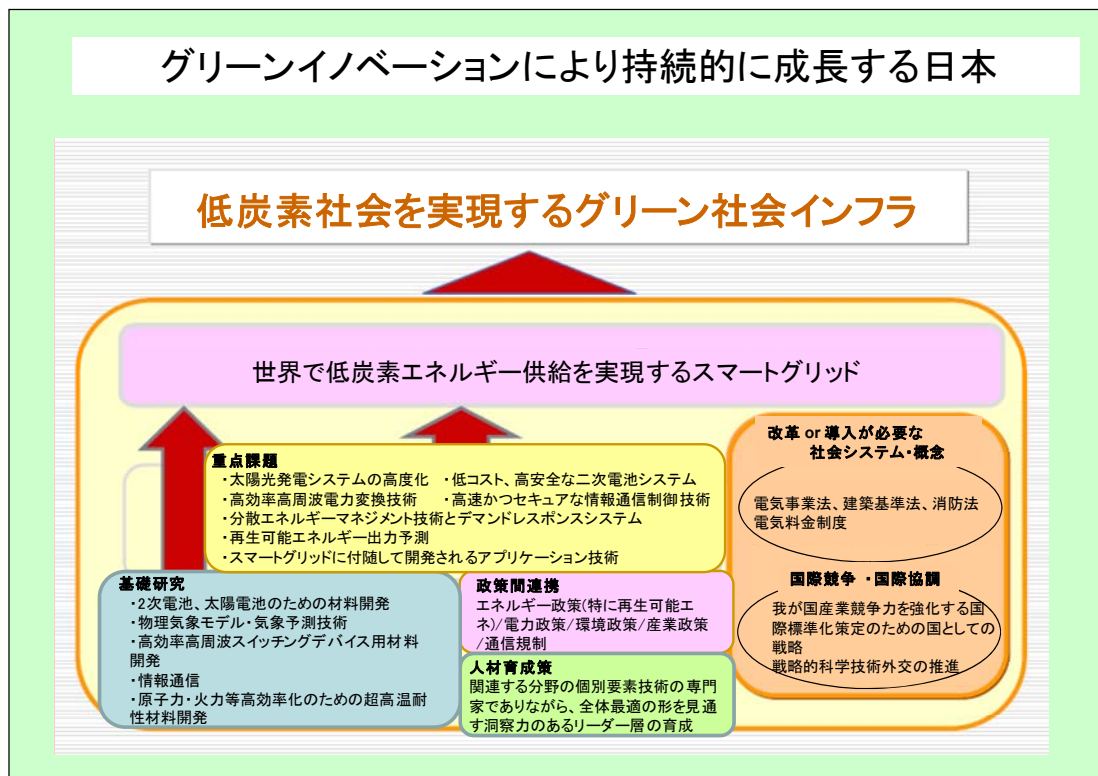 グリーンイノベーションにより持続的に成長する日本
低炭素社会を実現するグリーン社会インフラ
世界で低炭素エネルギー供給を実現するスマートグリッド
重点課題
・太陽光発電システムの高度化 ・低コスト、高安全な二次電池システム
・高効率高周波電力変換技術 ・高速かつセキュアな情報通信制御技術
・分散エネルギーマネジメント技術とデマンドレスポンスシステム
・再生可能エネルギー出力予測
・スマートグリッドに付随して開発されるアプリケーション技術
改革 or 導入が必要な
社会システム・概念
電気事業法、建築基準法、消防法
電気料金制度
国際競争 ・国際協調
我が国産業競争力を強化する国
際標準化策定のための国としての
戦略
戦略的科学技術外交の推進
基礎研究
・2次電池、太陽電池のための材料開発
・物理気象モデル・気象予測技術
・高効率高周波スイッチングデバイス用材料
開発
・情報通信
・原子力・火力等高効率化のための超高温耐
性材料開発
政策間連携
エネルギー政策(特に再生可能エ
ネ)/電力政策/環境政策/産業政策
/通信規制
人材育成策
関連する分野の個別要素技術の専門
家でありながら、全体最適の形を見通
す洞察力のあるリーダー層の育成